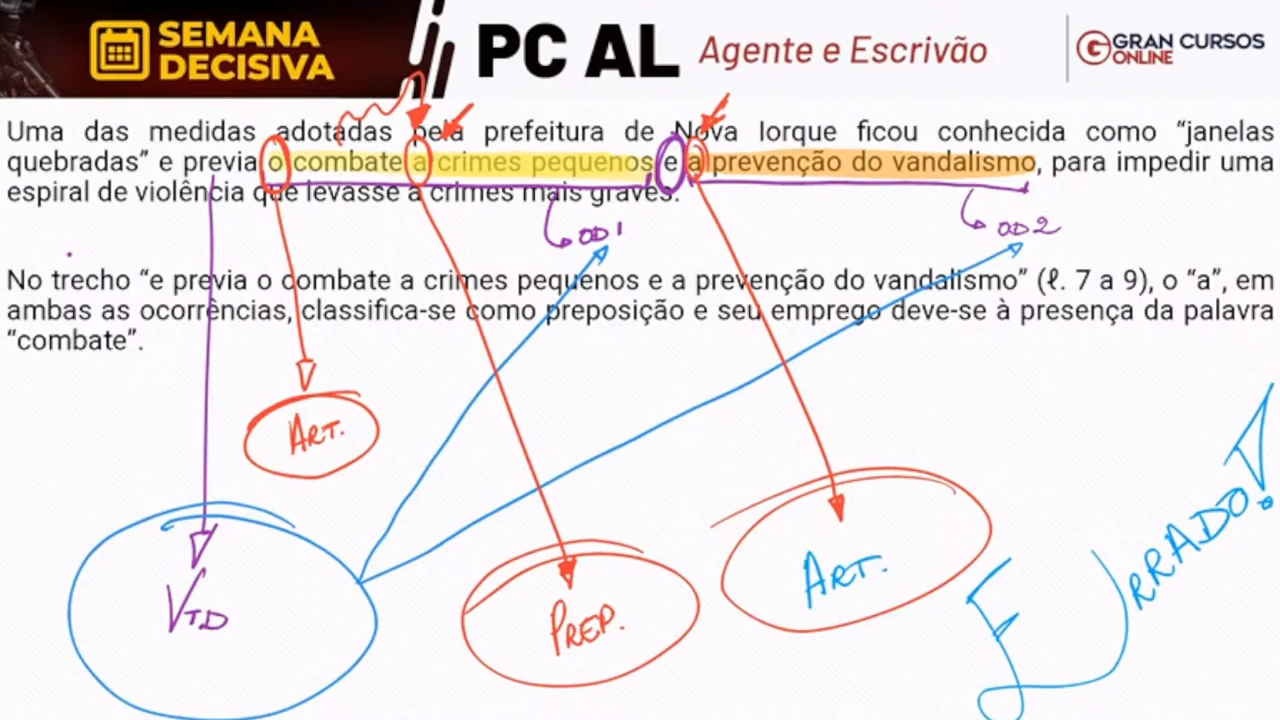 SEMANA
DECISIVA
PC AL Agente e Escrivão
GRAN CURSOS
ONLINE
Uma das medidas adotadas pela prefeitura de Nova Iorque ficou conhecida como “janelas
quebradas” e previa o combate a crimes pequenos e a prevenção do vandalismo, para impedir uma
espiral de violência que levasse a crimes mais graves.
OD1
OD2
No trecho “e previa o combate a crimes pequenos e a prevenção do vandalismo” (ℓ. 7 a 9), o “a”, em
ambas as ocorrências, classifica-se como preposição e seu emprego deve-se à presença da palavra
“combate”.
ART.
VTD
PREP.
ART.
ERRADO!